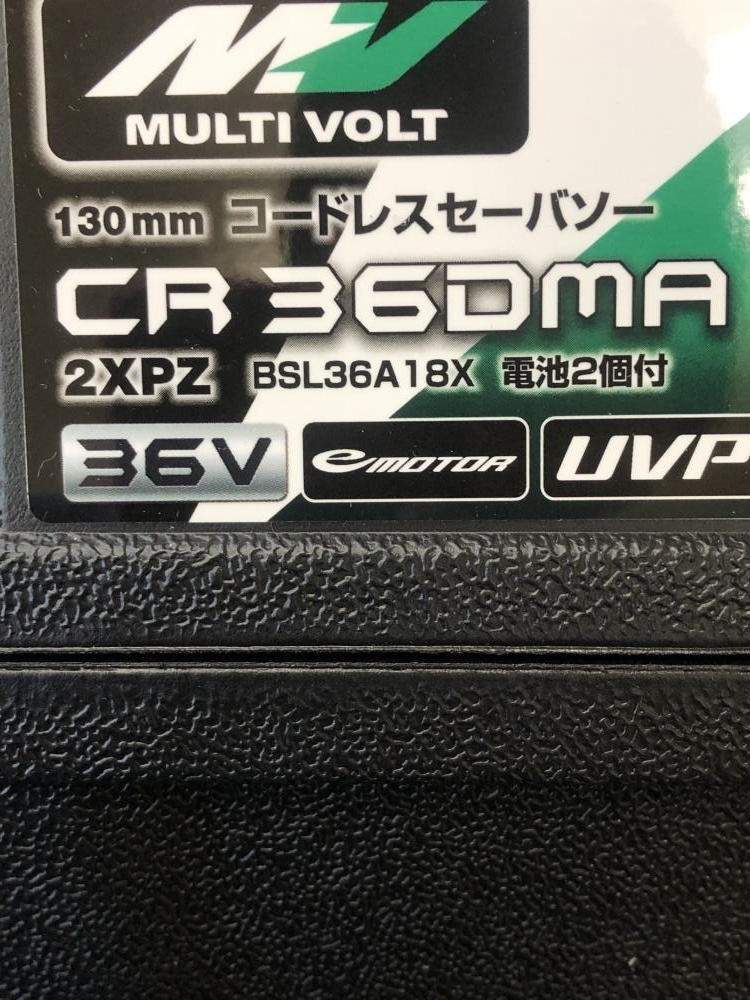 MV
MULTI VOLT
130mm コードレスセーバソー
CR 36DMA
2XPZ BSL36A18X 電池2個付
36V e MOTOR UVP